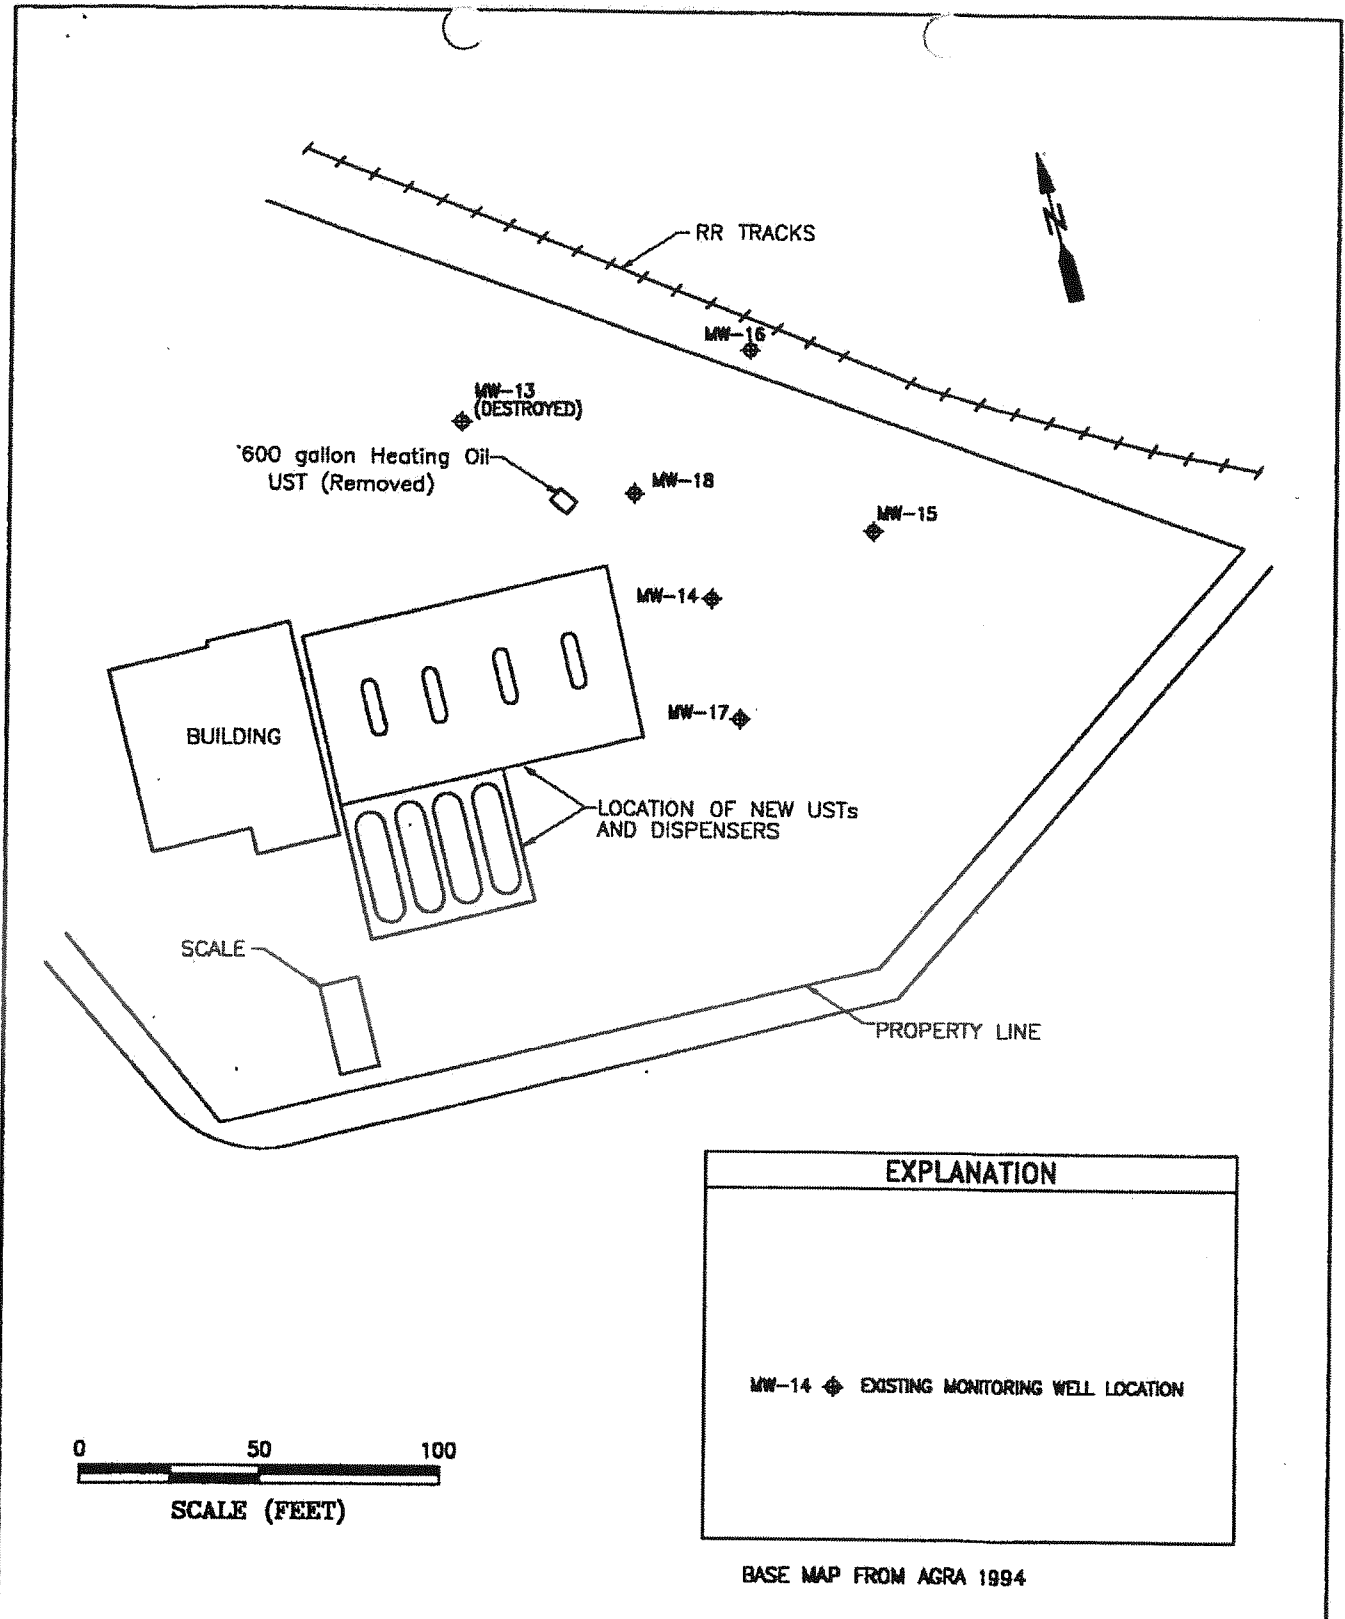 RR TRACKS
N
MW-16
MW-13
(DESTROYED)
600 gallon Heating Oil
UST (Removed)
MW-18
MW-15
MW-14
MW-17
BUILDING
LOCATION OF NEW USTs
AND DISPENSERS
SCALE
PROPERTY LINE
EXPLANATION
MW-14 EXISTING MONITORING WELL LOCATION
0 50 100
SCALE (FEET)
BASE MAP FROM AGRA 1994